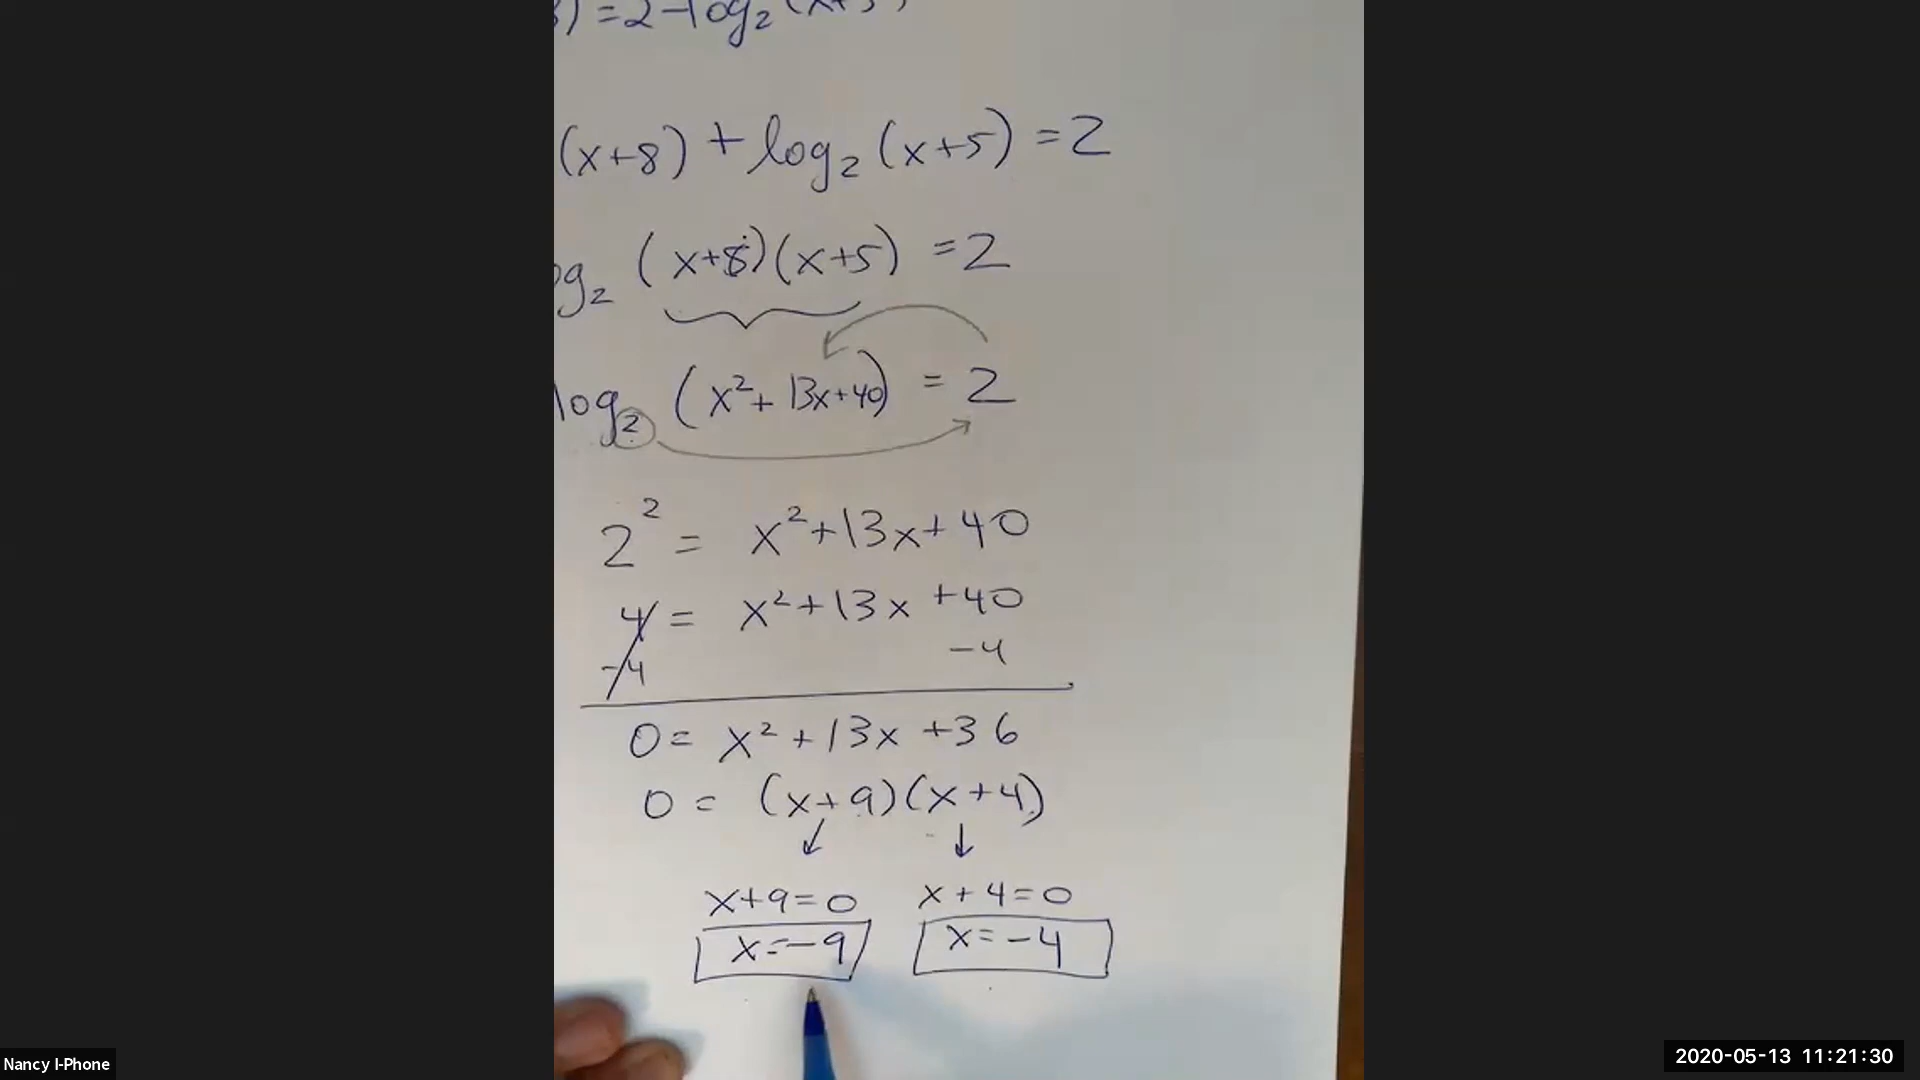 ) = 2 - log₂ (x+5)
(x+8) + log₂ (x+5) = 2
og₂ (x+8)(x+5) = 2
log₂ (x² + 13x + 40) = 2
2² = x² + 13x + 40
4 = x² + 13x + 40
-4 -4
0 = x² + 13x + 36
0 = (x+9)(x+4)
x+9=0 x+4=0
x=-9 x=-4
Nancy I-Phone
2020-05-13 11:21:30